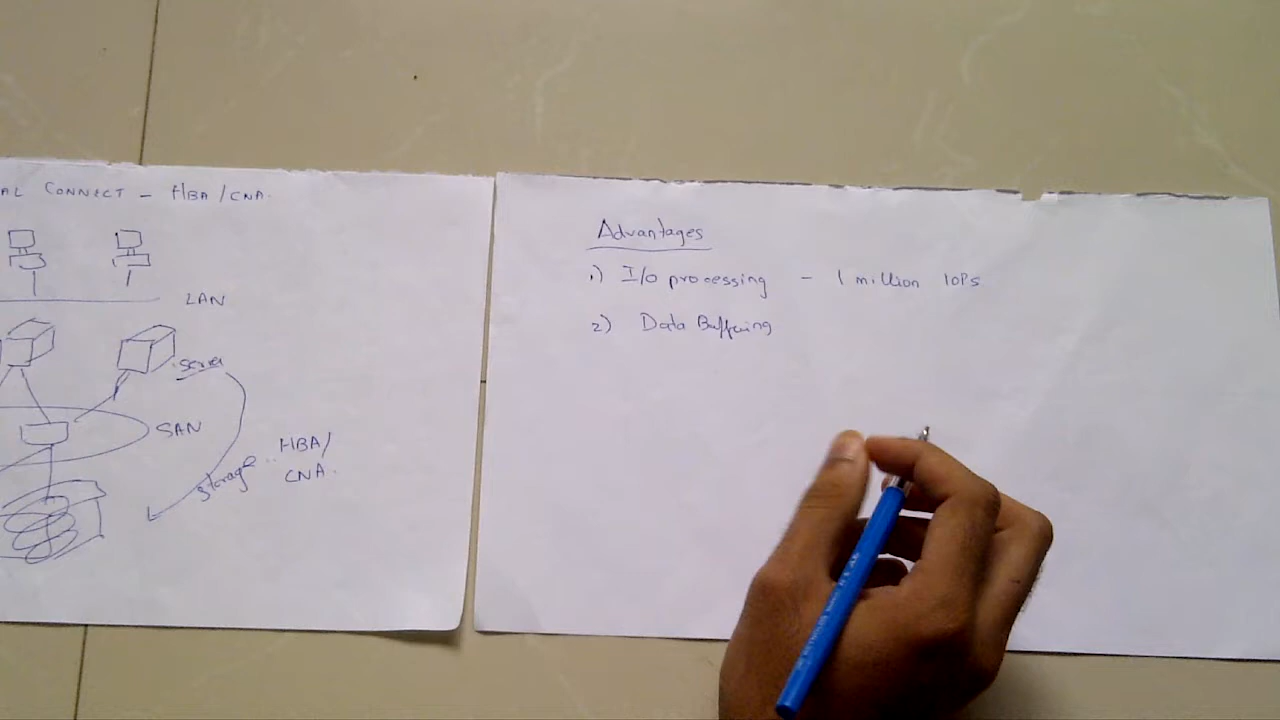 AL CONNECT - HBA/CNA.
LAN
server
SAN
storage
HBA/
CNA.
Advantages
1) I/O processing - 1 million IOPS
2) Data Buffering